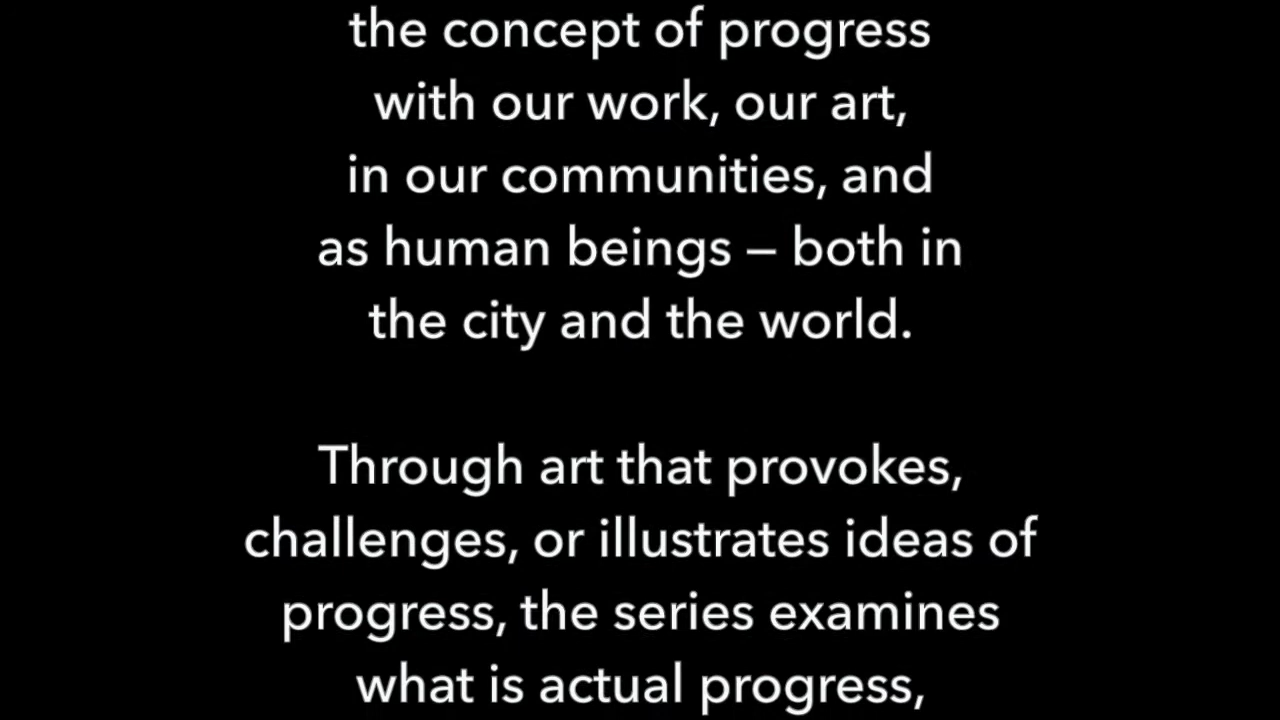 the concept of progress
with our work, our art,
in our communities, and
as human beings – both in
the city and the world.
Through art that provokes,
challenges, or illustrates ideas of
progress, the series examines
what is actual progress,